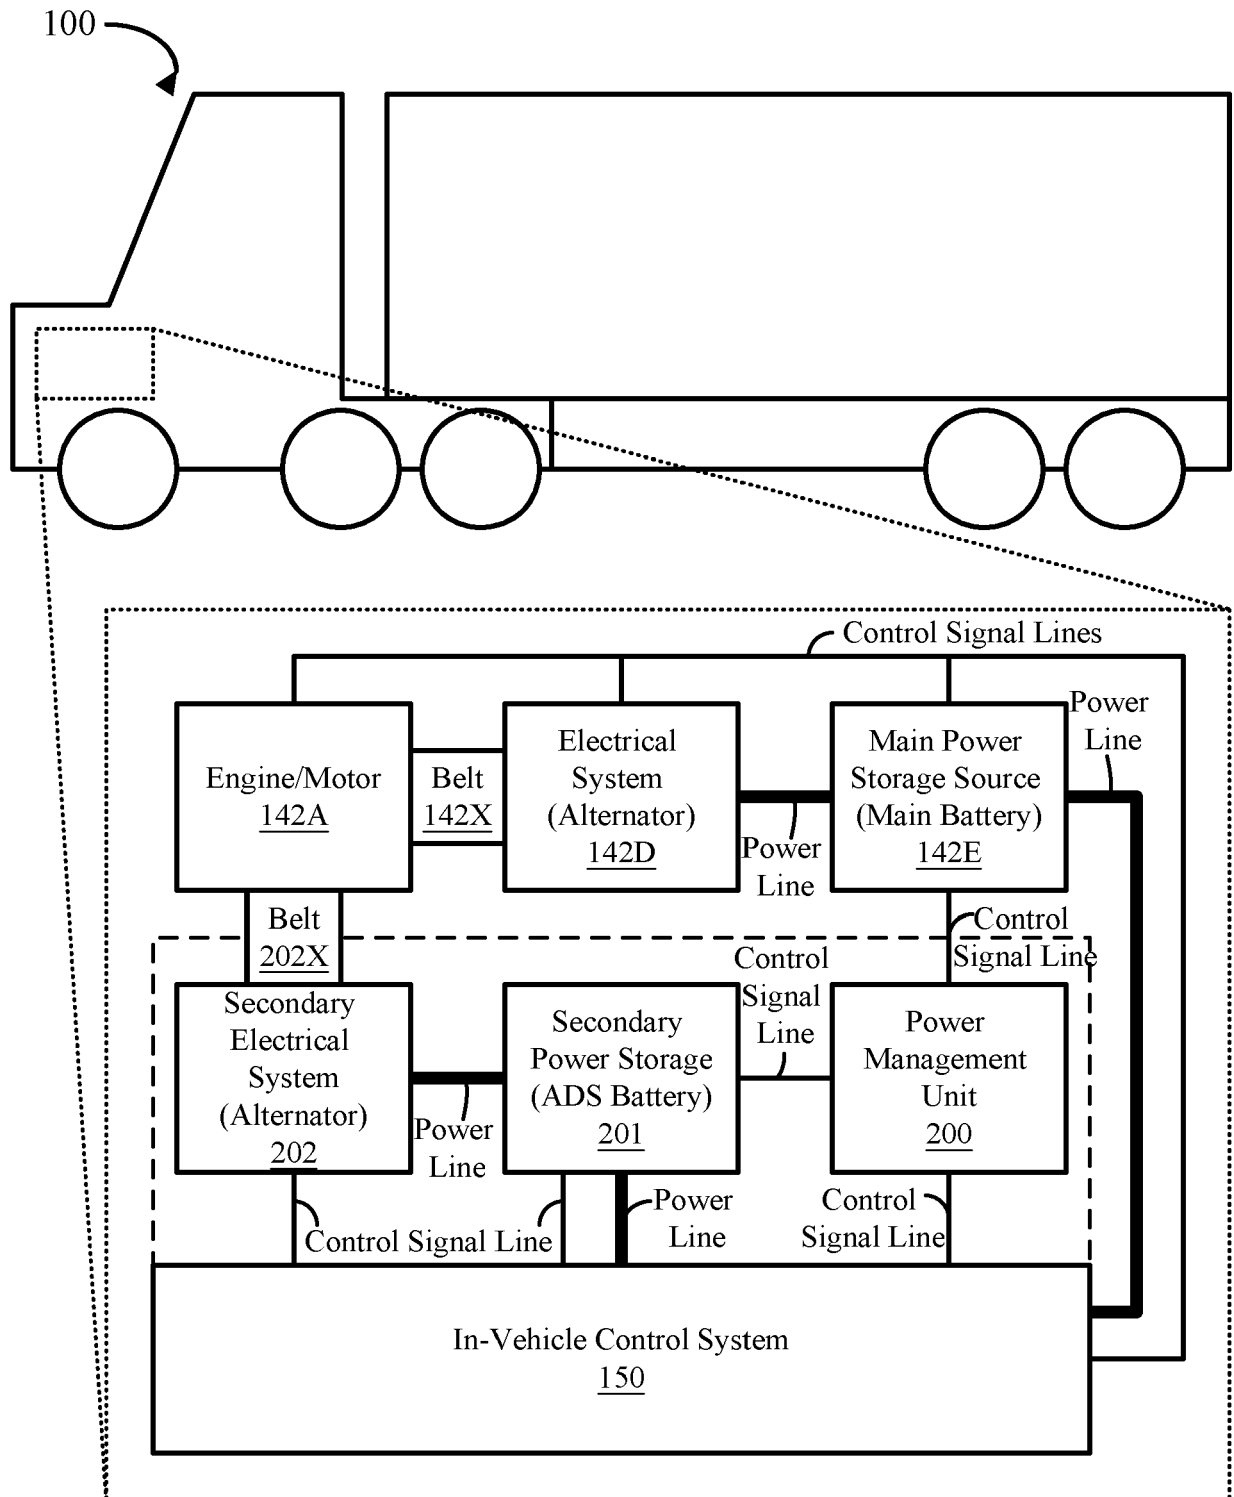 100
Control Signal Lines
Power
Line
Engine/Motor
142A
Belt
142X
Electrical
System
(Alternator)
142D
Power
Line
Main Power
Storage Source
(Main Battery)
142E
Belt
202X
Control
Signal Line
Control
Signal
Line
Secondary
Electrical
System
(Alternator)
202
Power
Line
Secondary
Power Storage
(ADS Battery)
201
Power
Management
Unit
200
Control Signal Line
Power
Line
Control
Signal Line
In-Vehicle Control System
150